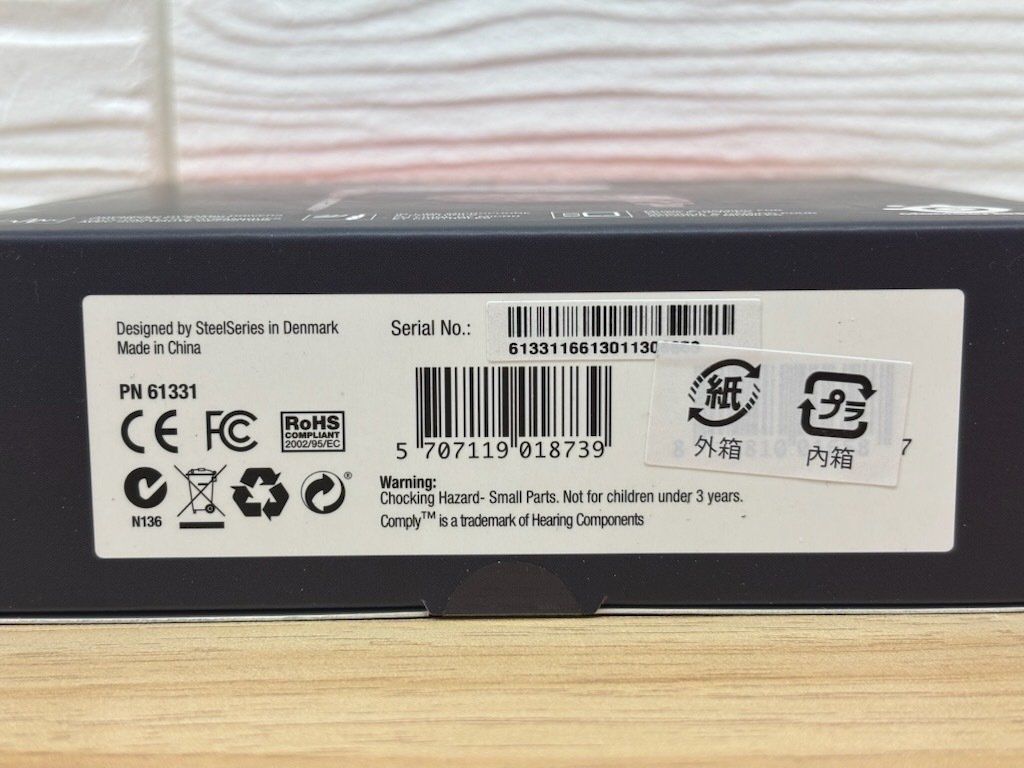 Designed by SteelSeries in Denmark
Made in China
Serial No.:
PN 61331
CE FC
RoHS
COMPLIANT
2002/95/EC
5 707119 018739
紙
外箱
プラ
內箱
7
N136
®
Warning:
Chocking Hazard- Small Parts. Not for children under 3 years.
Comply™ is a trademark of Hearing Components